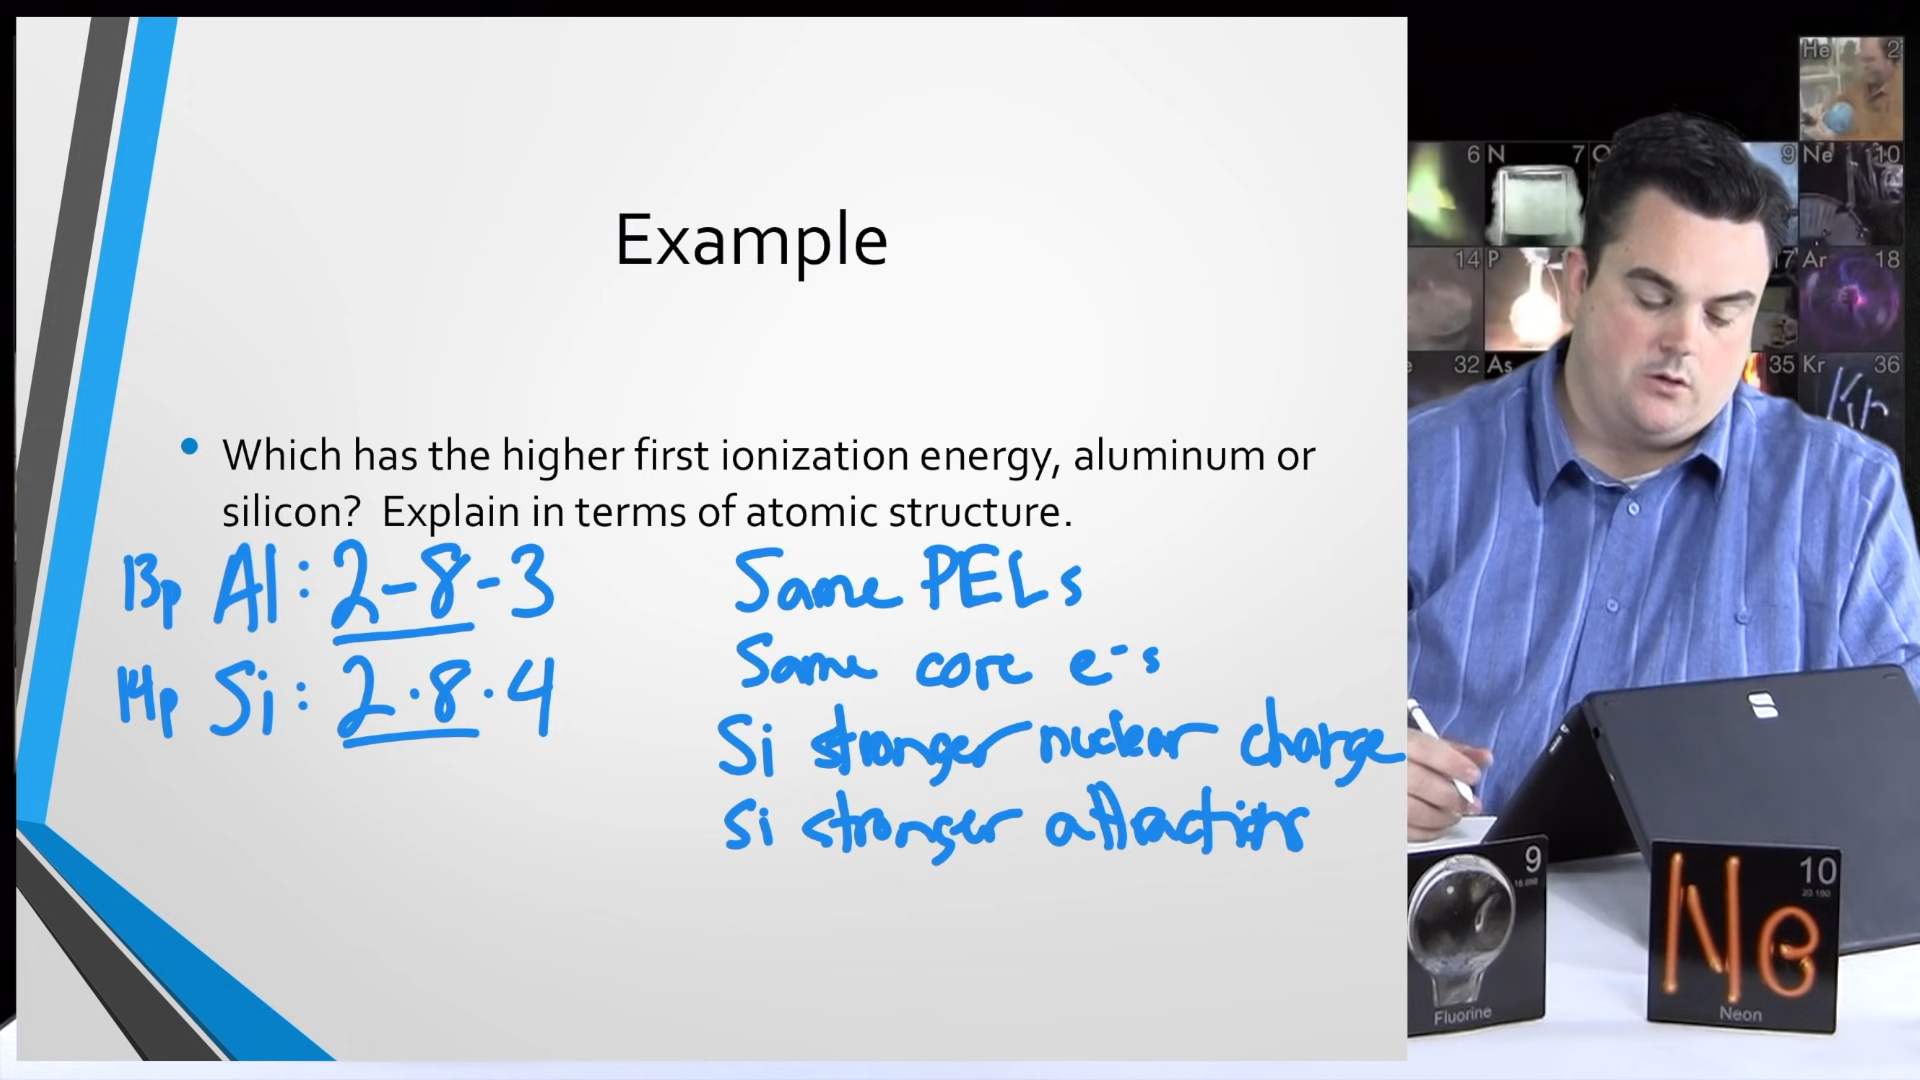 Example
• Which has the higher first ionization energy, aluminum or
silicon? Explain in terms of atomic structure.
13p Al: 2-8-3
14p Si: 2·8·4
Same PELs
Same core e⁻s
Si stronger nuclear charge
Si stronger attractions
He 2
6 N 7 O 9 Ne 10
14 P 17 Ar 18
32 As 35 Kr 36
Kr
9
Fluorine
10
Ne
Neon